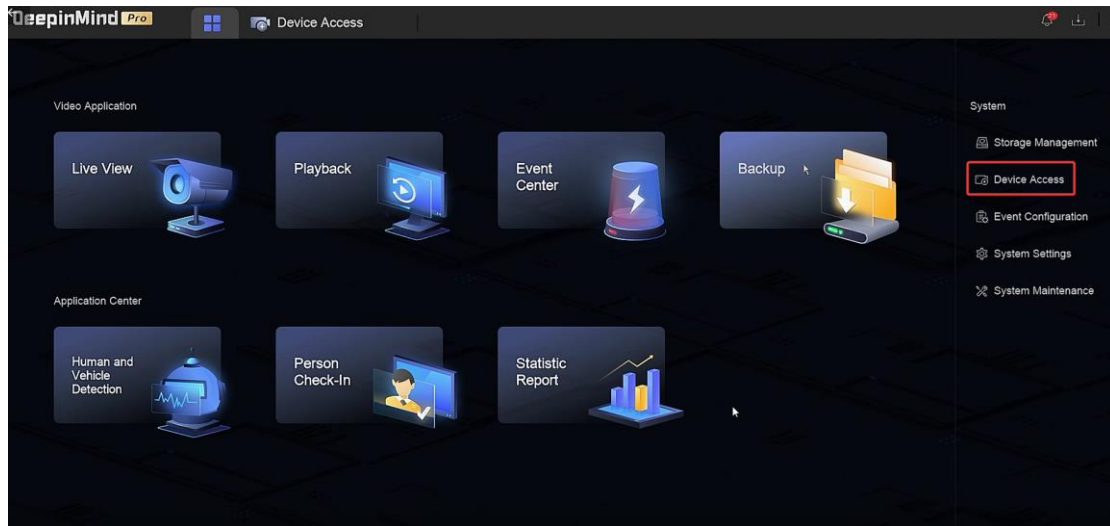 DeepinMind Pro
Device Access
21
Video Application
Live View
Playback
Event
Center
Backup
Application Center
Human and
Vehicle
Detection
Person
Check-In
Statistic
Report
System
Storage Management
Device Access
Event Configuration
System Settings
System Maintenance